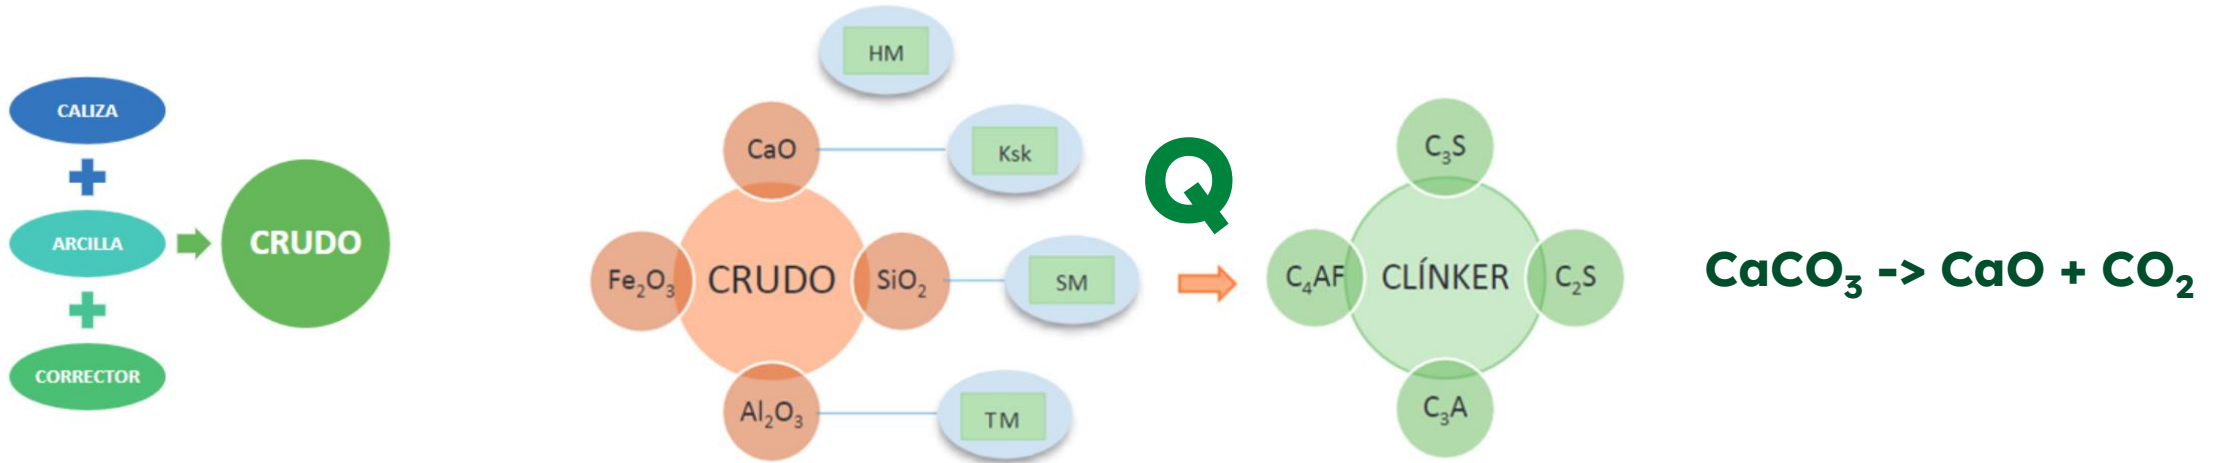 CALIZA
ARCILLA
CORRECTOR
CRUDO
HM
CaO
Ksk
Fe₂O₃
CRUDO
SiO₂
SM
Al₂O₃
TM
Q
C₃S
C₄AF
CLÍNKER
C₂S
C₃A
CaCO₃ -> CaO + CO₂